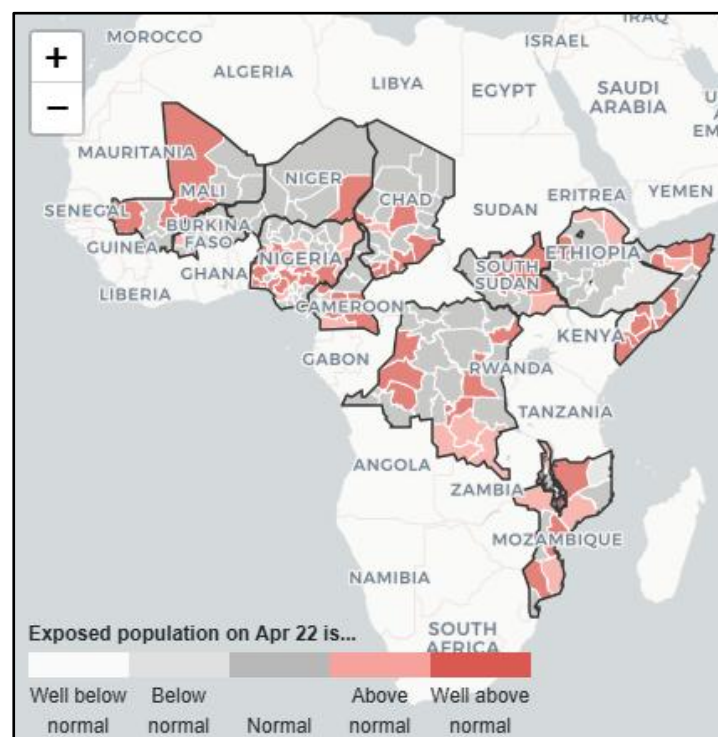 IRAQ
MOROCCO
ISRAEL
+
−
ALGERIA
LIBYA
EGYPT
SAUDI
ARABIA
MAURITANIA
MALI
NIGER
CHAD
SUDAN
ERITREA
YEMEN
SENEGAL
BURKINA
FASO
GUINEA
NIGERIA
ETHIOPIA
GHANA
SOUTH
SUDAN
LIBERIA
CAMEROON
KENYA
GABON
RWANDA
TANZANIA
ANGOLA
ZAMBIA
MOZAMBIQUE
NAMIBIA
SOUTH
AFRICA
Exposed population on Apr 22 is...
Well below normal
Below normal
Normal
Above normal
Well above normal